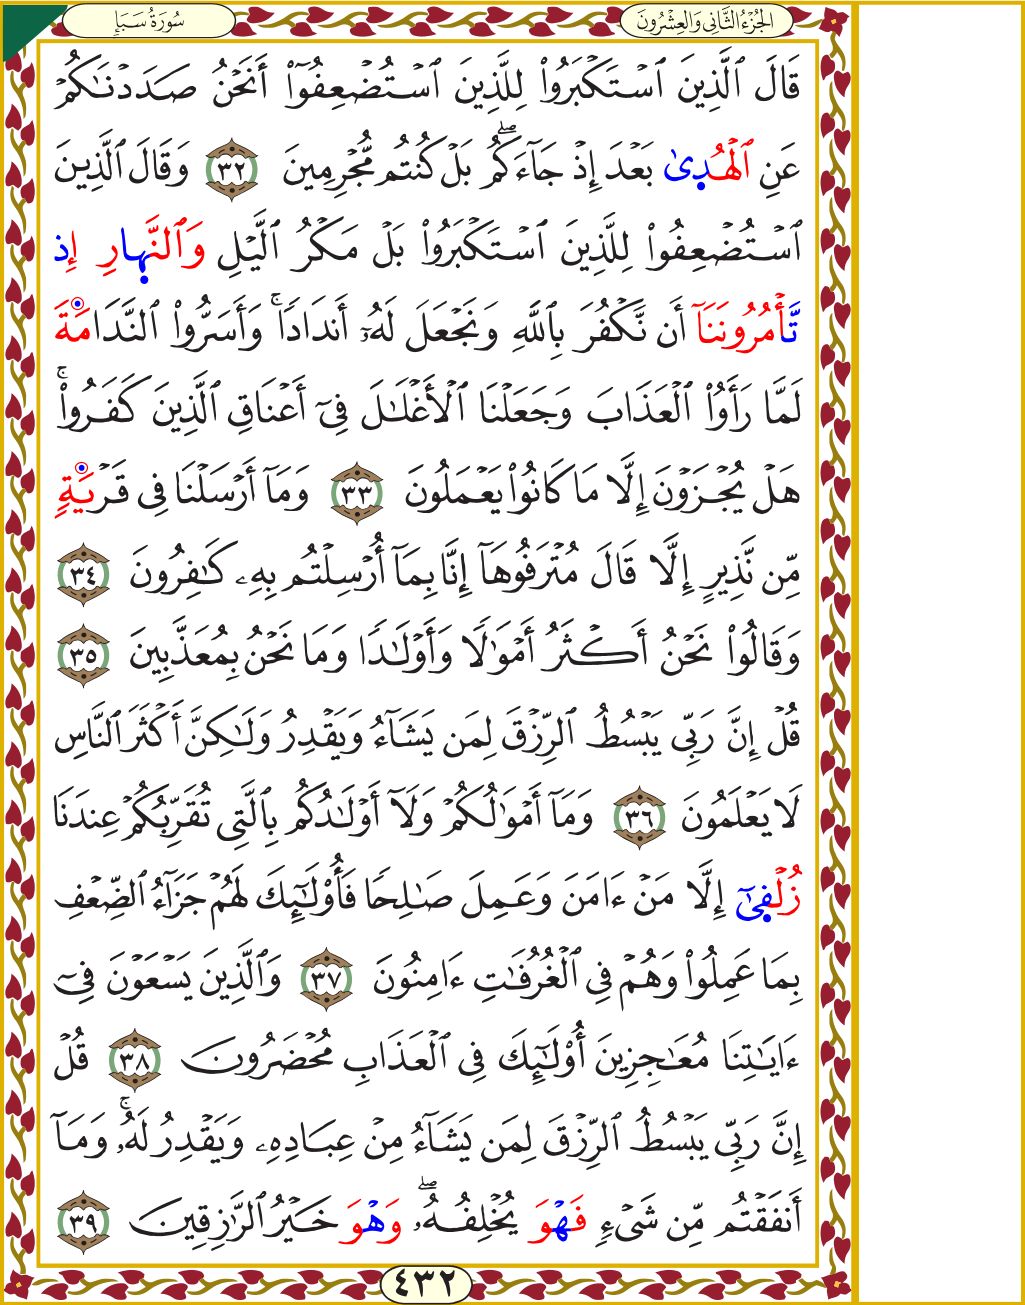 سُورَةُ سَبَإٍ
الجُزْءُ الثَّانِي وَالعِشْرُونَ
قَالَ ٱلَّذِينَ ٱسۡتَكۡبَرُواْ لِلَّذِينَ ٱسۡتُضۡعِفُوٓاْ أَنَحۡنُ صَدَدۡنَٰكُمۡ
عَنِ ٱلۡهُدىٰ بَعۡدَ إِذۡ جَآءَكُمۖ بَلۡ كُنتُم مُّجۡرِمِينَ ٣٢ وَقَالَ ٱلَّذِينَ
ٱسۡتُضۡعِفُواْ لِلَّذِينَ ٱسۡتَكۡبَرُواْ بَلۡ مَكۡرُ ٱلَّيۡلِ وَٱلنَّهارِ إِذ
تَّأۡمُرُونَنَآ أَن نَّكۡفُرَ بِٱللَّهِ وَنَجۡعَلَ لَهُۥٓ أَندَادٗاۚ وَأَسَرُّواْ ٱلنَّدَامَةَ
لَمَّا رَأَوُاْ ٱلۡعَذَابَ وَجَعَلۡنَا ٱلۡأَغۡلَٰلَ فِيٓ أَعۡنَاقِ ٱلَّذِينَ كَفَرُواْۚ
هَلۡ يُجۡزَوۡنَ إِلَّا مَا كَانُواْ يَعۡمَلُونَ ٣٣ وَمَآ أَرۡسَلۡنَا فِي قَرۡيَةٖ
مِّن نَّذِيرٍ إِلَّا قَالَ مُتۡرَفُوهَآ إِنَّا بِمَآ أُرۡسِلۡتُم بِهِۦ كَٰفِرُونَ ٣٤
وَقَالُواْ نَحۡنُ أَكۡثَرُ أَمۡوَٰلٗا وَأَوۡلَٰدٗا وَمَا نَحۡنُ بِمُعَذَّبِينَ ٣٥
قُلۡ إِنَّ رَبِّي يَبۡسُطُ ٱلرِّزۡقَ لِمَن يَشَآءُ وَيَقۡدِرُ وَلَٰكِنَّ أَكۡثَرَ ٱلنَّاسِ
لَا يَعۡلَمُونَ ٣٦ وَمَآ أَمۡوَٰلُكُمۡ وَلَآ أَوۡلَٰدُكُم بِٱلَّتِي تُقَرِّبُكُمۡ عِندَنَا
زُلۡفىٰٓ إِلَّا مَنۡ ءَامَنَ وَعَمِلَ صَٰلِحٗا فَأُوْلَٰٓئِكَ لَهُمۡ جَزَآءُ ٱلضِّعۡفِ
بِمَا عَمِلُواْ وَهُمۡ فِي ٱلۡغُرُفَٰتِ ءَامِنُونَ ٣٧ وَٱلَّذِينَ يَسۡعَوۡنَ فِيٓ
ءَايَٰتِنَا مُعَٰجِزِينَ أُوْلَٰٓئِكَ فِي ٱلۡعَذَابِ مُحۡضَرُونَ ٣٨ قُلۡ
إِنَّ رَبِّي يَبۡسُطُ ٱلرِّزۡقَ لِمَن يَشَآءُ مِنۡ عِبَادِهِۦ وَيَقۡدِرُ لَهُۥۚ وَمَآ
أَنفَقۡتُم مِّن شَيۡءٖ فَهۡوَ يُخۡلِفُهُۥۖ وَهۡوَ خَيۡرُ ٱلرَّٰزِقِينَ ٣٩
٤٣٢